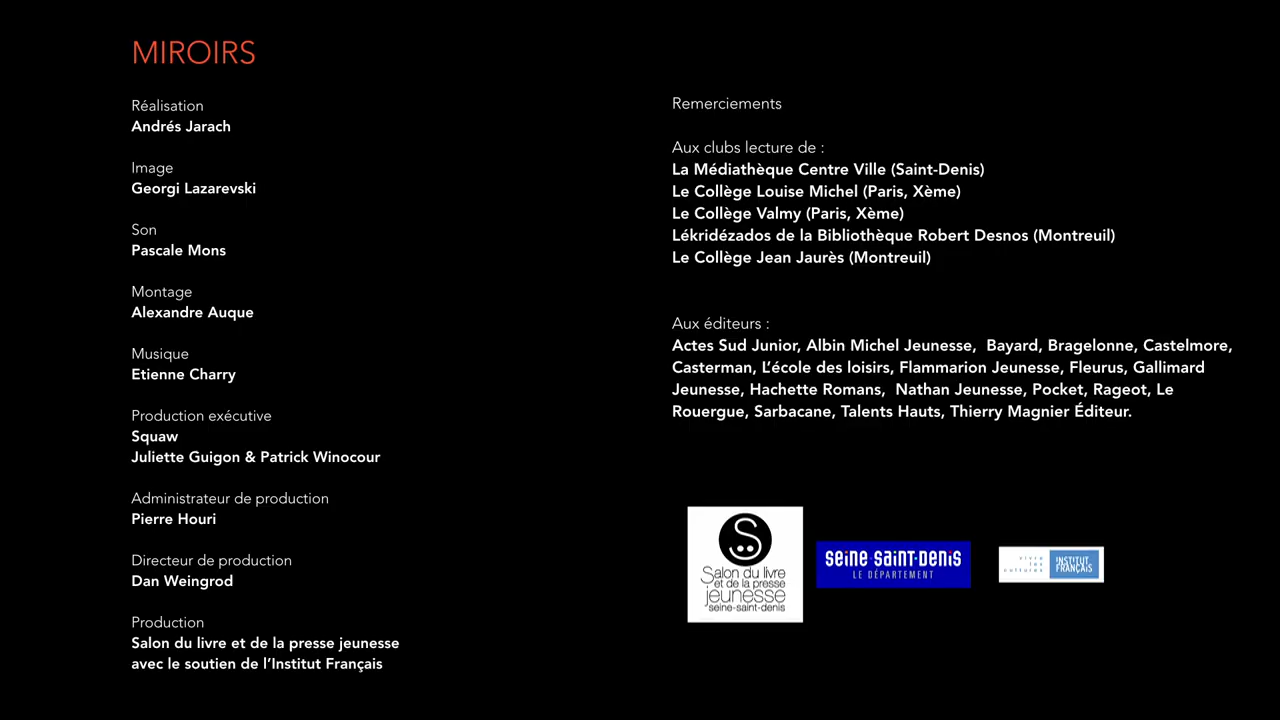 MIROIRS
Réalisation
Andrés Jarach
Image
Georgi Lazarevski
Son
Pascale Mons
Montage
Alexandre Auque
Musique
Etienne Charry
Production exécutive
Squaw
Juliette Guigon & Patrick Winocour
Administrateur de production
Pierre Houri
Directeur de production
Dan Weingrod
Production
Salon du livre et de la presse jeunesse
avec le soutien de l’Institut Français
Remerciements
Aux clubs lecture de :
La Médiathèque Centre Ville (Saint-Denis)
Le Collège Louise Michel (Paris, Xème)
Le Collège Valmy (Paris, Xème)
Lékridézados de la Bibliothèque Robert Desnos (Montreuil)
Le Collège Jean Jaurès (Montreuil)
Aux éditeurs :
Actes Sud Junior, Albin Michel Jeunesse,  Bayard, Bragelonne, Castelmore,
Casterman, L’école des loisirs, Flammarion Jeunesse, Fleurus, Gallimard
Jeunesse, Hachette Romans,  Nathan Jeunesse, Pocket, Rageot, Le
Rouergue, Sarbacane, Talents Hauts, Thierry Magnier Éditeur.
Salon du livre
et de la presse
jeunesse
seine-saint-denis
seine-saint-denis
LE DÉPARTEMENT
vivre
les
cultures
INSTITUT
FRANÇAIS